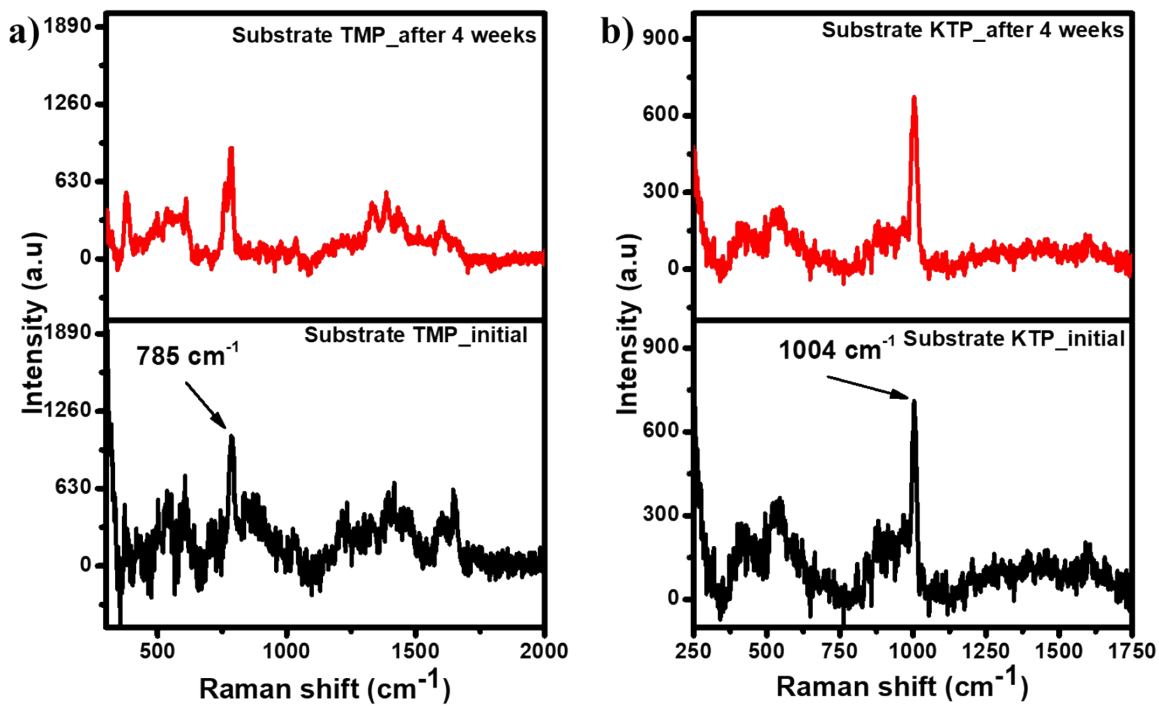 a)
Substrate TMP_after 4 weeks
1890
1260
630
0
Substrate TMP_initial
785 cm⁻¹
1890
1260
630
0
500
1000
1500
2000
Intensity (a.u)
Raman shift (cm⁻¹)
b)
Substrate KTP_after 4 weeks
900
600
300
0
Substrate KTP_initial
1004 cm⁻¹
900
600
300
0
250
500
750
1000
1250
1500
1750
Intensity (a.u)
Raman shift (cm⁻¹)